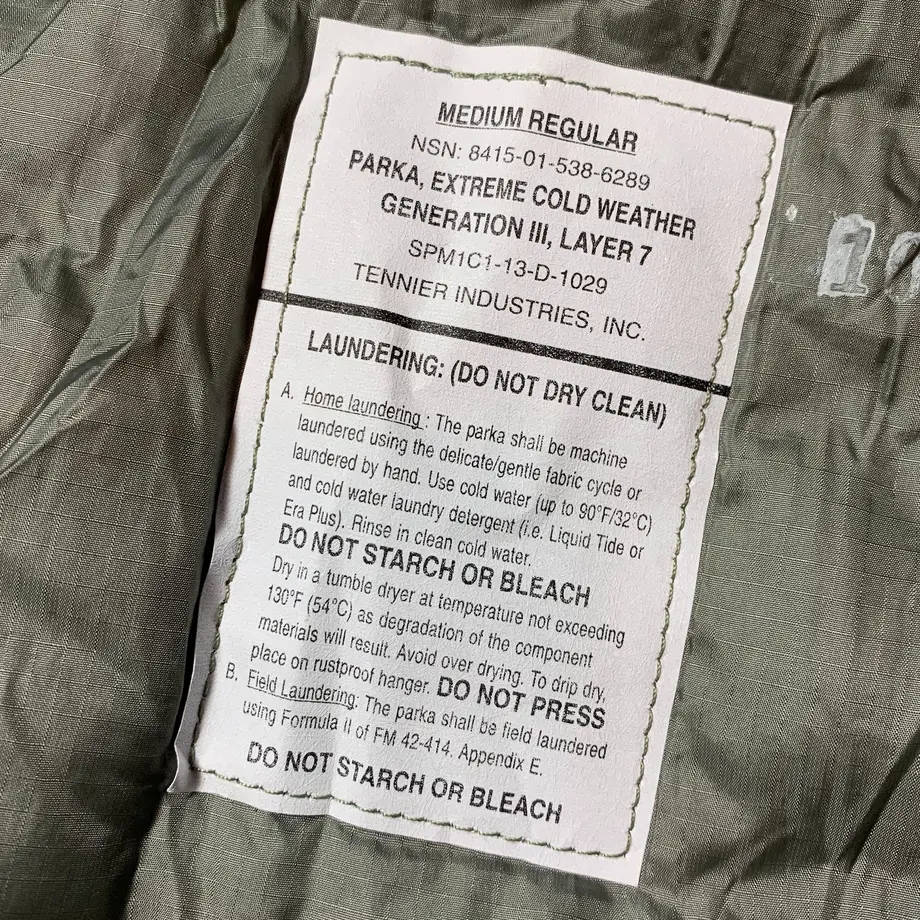 MEDIUM REGULAR
NSN: 8415-01-538-6289
PARKA, EXTREME COLD WEATHER
GENERATION III, LAYER 7
SPM1C1-13-D-1029
TENNIER INDUSTRIES, INC.
LAUNDERING: (DO NOT DRY CLEAN)
A. Home laundering : The parka shall be machine
laundered using the delicate/gentle fabric cycle or
laundered by hand. Use cold water (up to 90°F/32°C)
and cold water laundry detergent (i.e. Liquid Tide or
Era Plus). Rinse in clean cold water.
DO NOT STARCH OR BLEACH
Dry in a tumble dryer at temperature not exceeding
130°F (54°C) as degradation of the component
materials will result. Avoid over drying. To drip dry,
place on rustproof hanger. DO NOT PRESS
B. Field Laundering: The parka shall be field laundered
using Formula II of FM 42-414. Appendix E.
DO NOT STARCH OR BLEACH